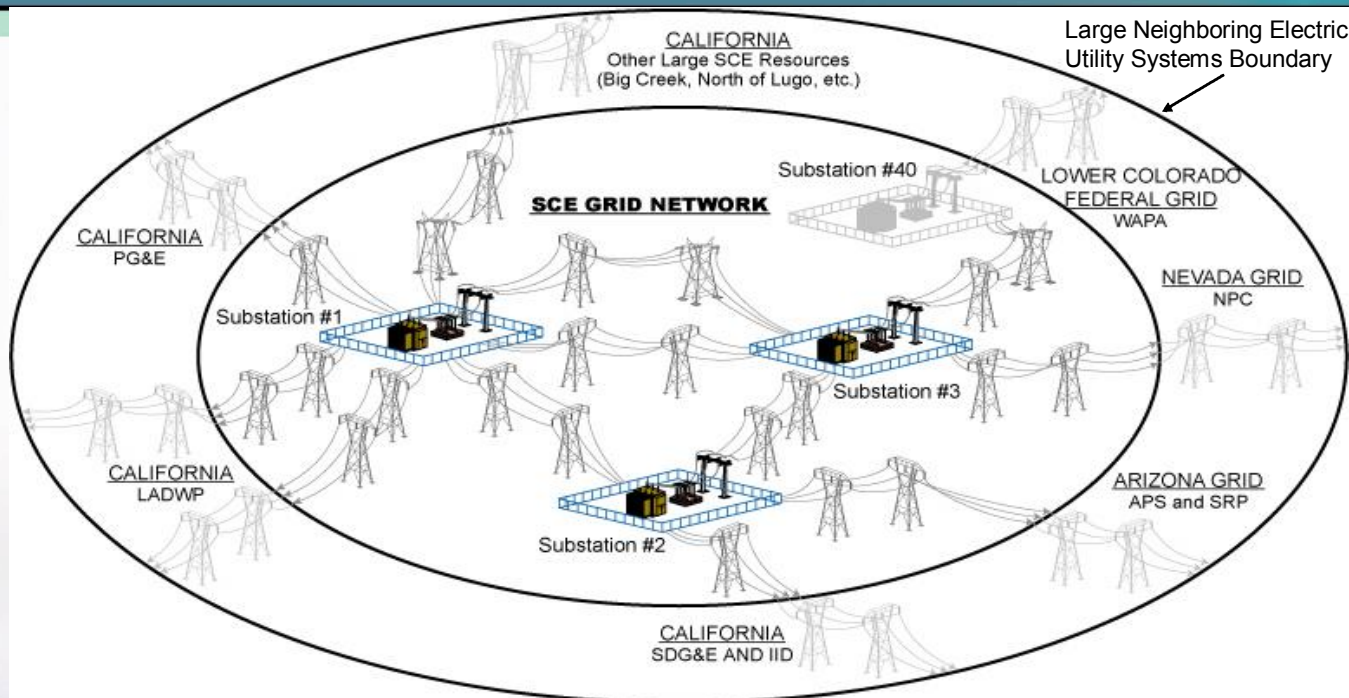 Large Neighboring Electric
Utility Systems Boundary
CALIFORNIA
Other Large SCE Resources
(Big Creek, North of Lugo, etc.)
Substation #40
LOWER COLORADO
FEDERAL GRID
WAPA
SCE GRID NETWORK
CALIFORNIA
PG&E
NEVADA GRID
NPC
Substation #1
Substation #3
CALIFORNIA
LADWP
ARIZONA GRID
APS and SRP
Substation #2
CALIFORNIA
SDG&E AND IID